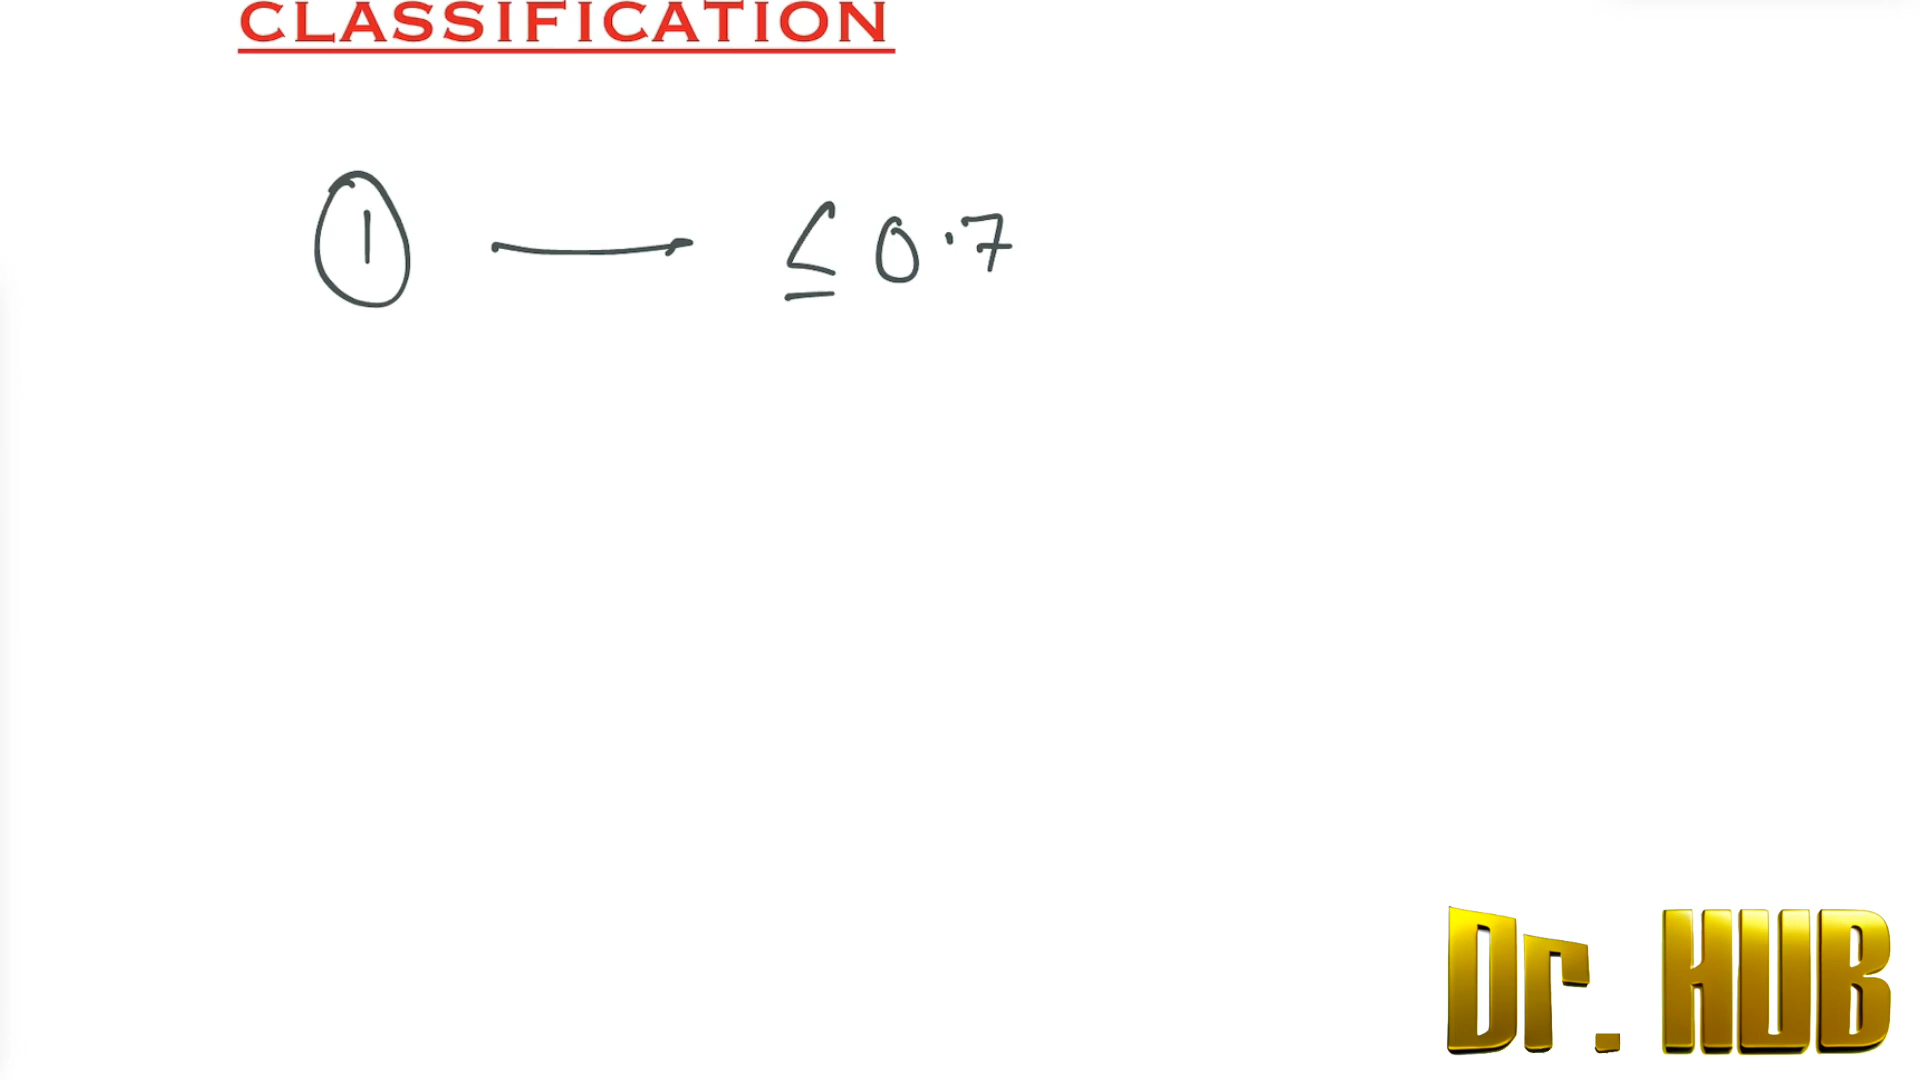 CLASSIFICATION
① → ≤ 0.7
Dr. HUB